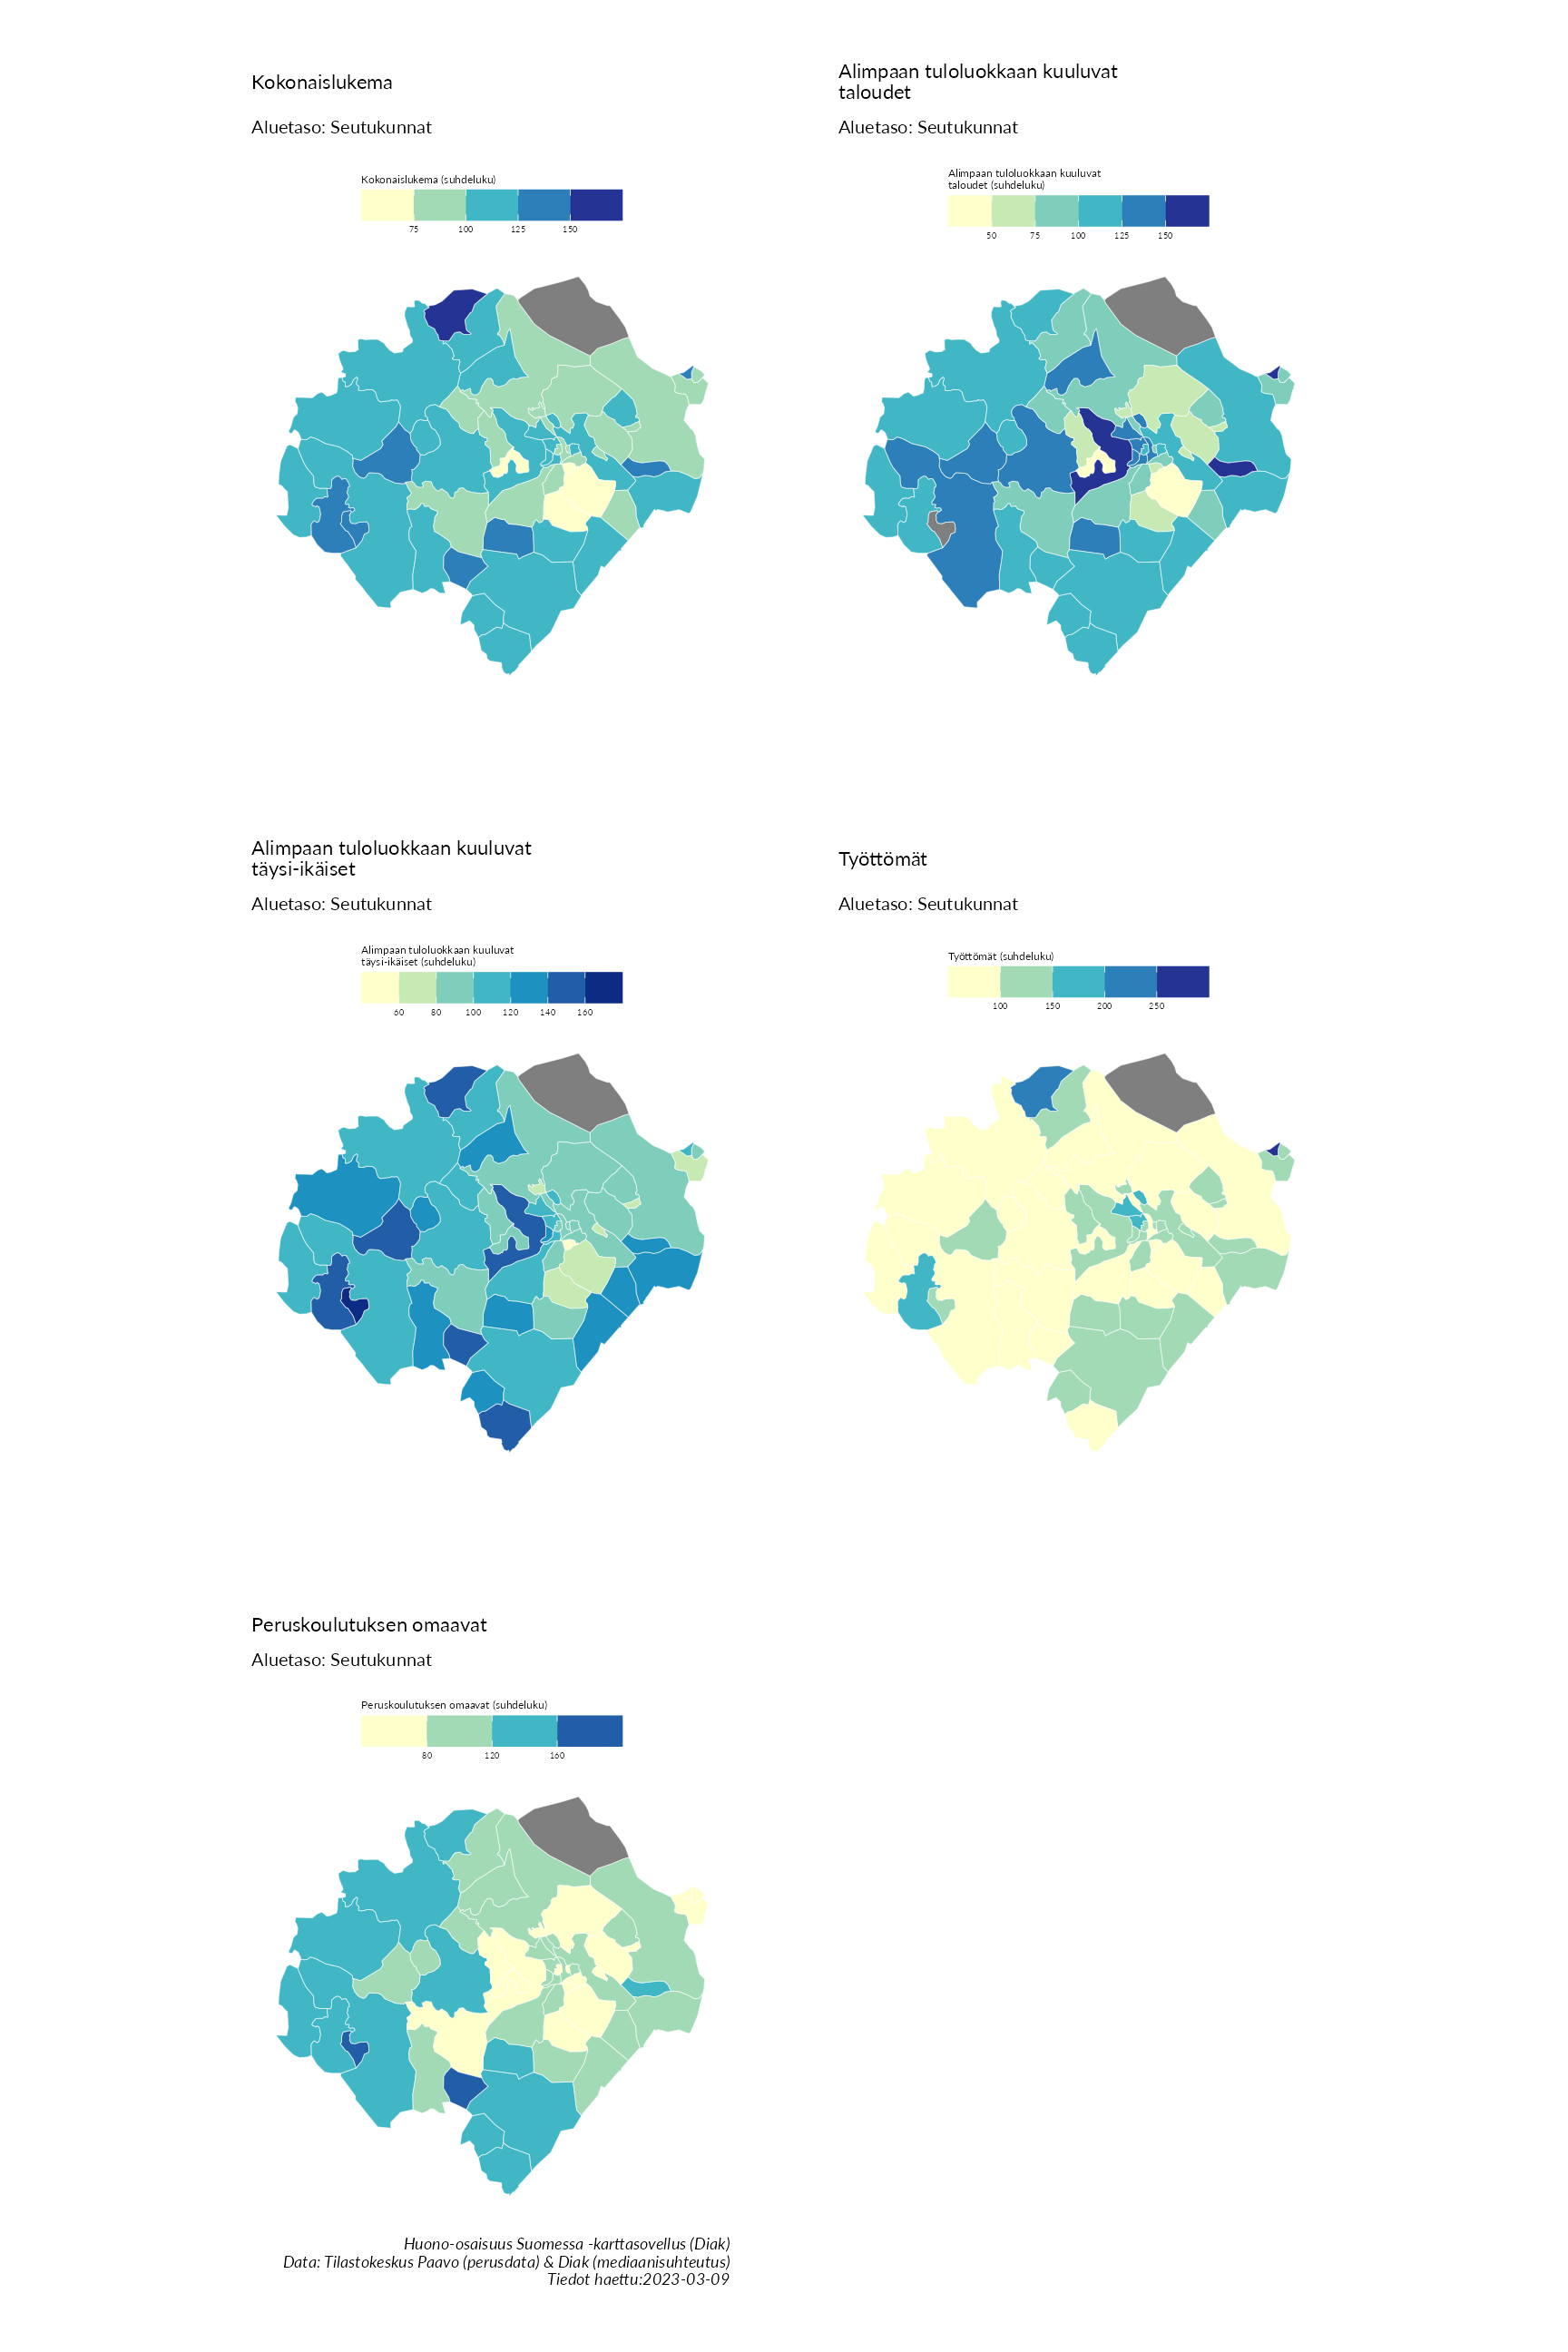 Kokonaislukema
Aluetaso: Seutukunnat
Kokonaislukema (suhdeluku)
75 100 125 150
Alimpaan tuloluokkaan kuuluvat
taloudet
Aluetaso: Seutukunnat
Alimpaan tuloluokkaan kuuluvat
taloudet (suhdeluku)
50 75 100 125 150
Alimpaan tuloluokkaan kuuluvat
täysi-ikäiset
Aluetaso: Seutukunnat
Alimpaan tuloluokkaan kuuluvat
täysi-ikäiset (suhdeluku)
60 80 100 120 140 160
Työttömät
Aluetaso: Seutukunnat
Työttömät (suhdeluku)
100 150 200 250
Peruskoulutuksen omaavat
Aluetaso: Seutukunnat
Peruskoulutuksen omaavat (suhdeluku)
80 120 160
Huono-osaisuus Suomessa -karttasovellus (Diak)
Data: Tilastokeskus Paavo (perusdata) & Diak (mediaanisuhteutus)
Tiedot haettu:2023-03-09